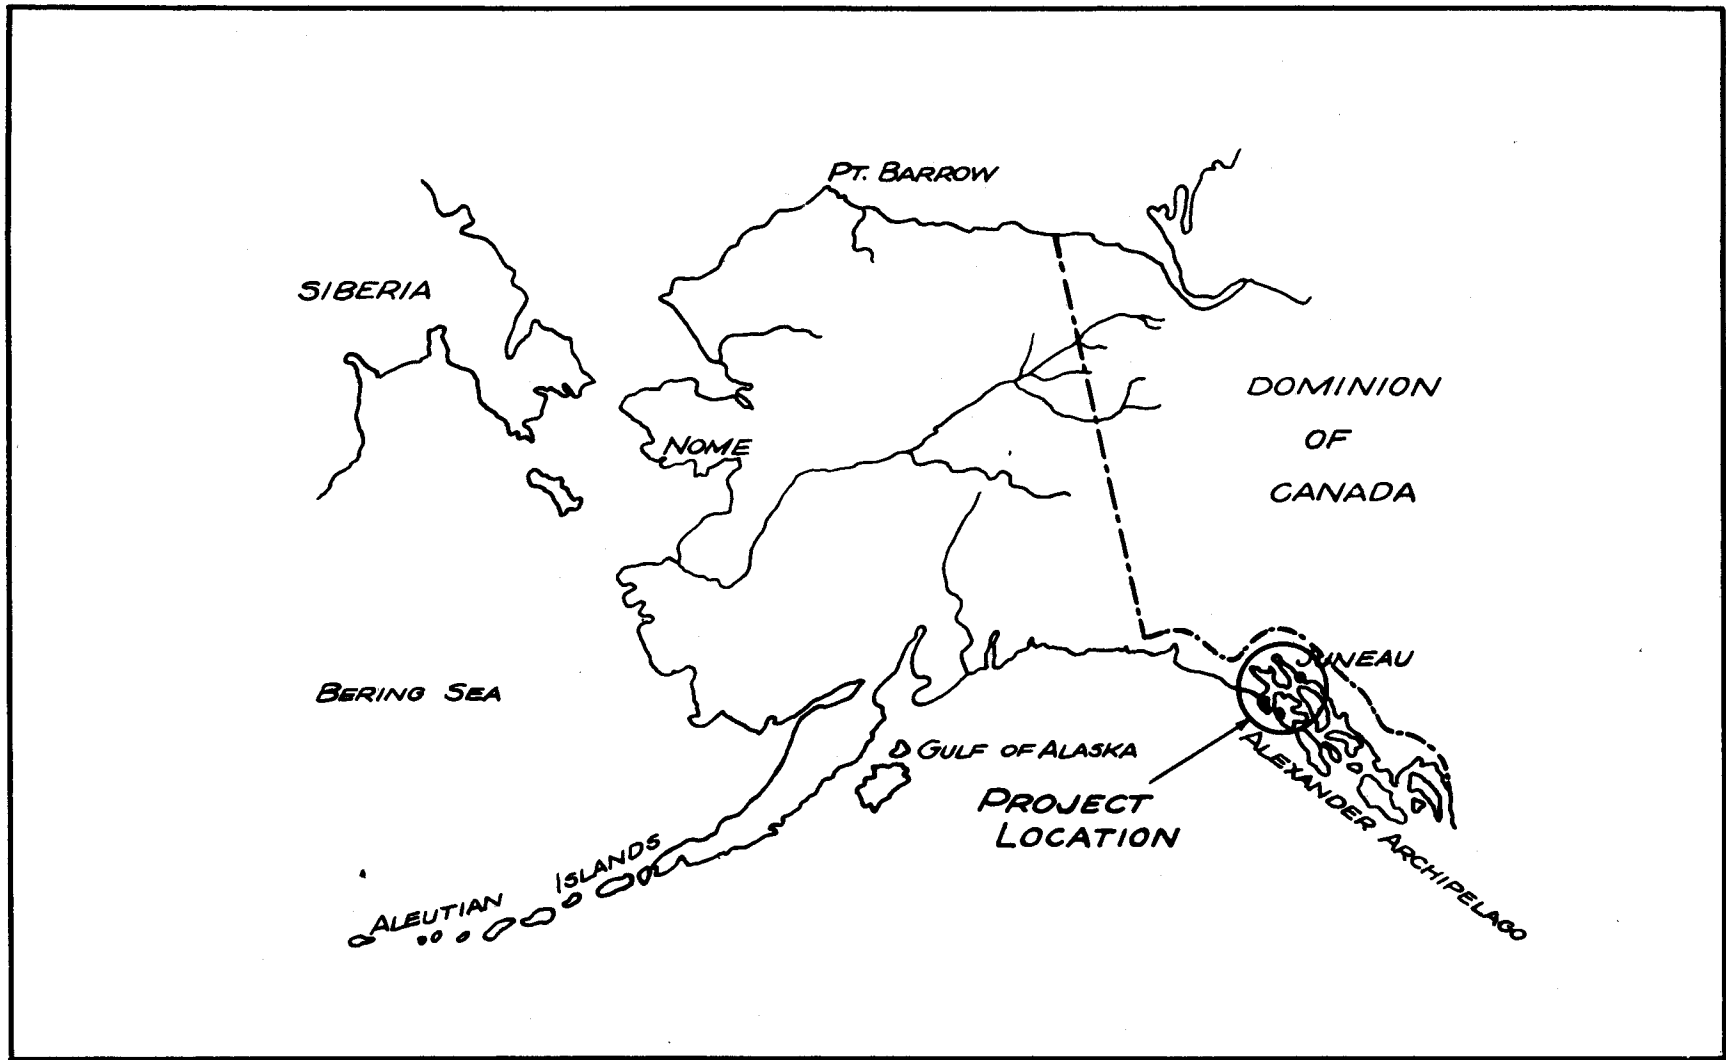 PT. BARROW
SIBERIA
DOMINION
OF
CANADA
NOME
JUNEAU
BERING SEA
GULF OF ALASKA
PROJECT
LOCATION
ALEXANDER ARCHIPELAGO
ALEUTIAN ISLANDS